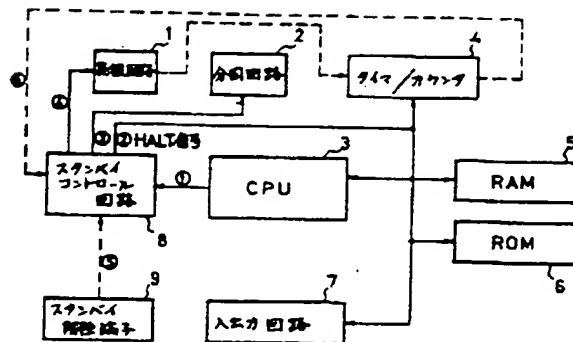 1
2
4
発振回路
分周回路
タイマ/カウンタ
⑥
④
③
②HALT信号
3
5
スタンバイ
コントロール
回路
①
CPU
RAM
8
ROM
⑤
6
9
7
スタンバイ
解除端子
入出力回路